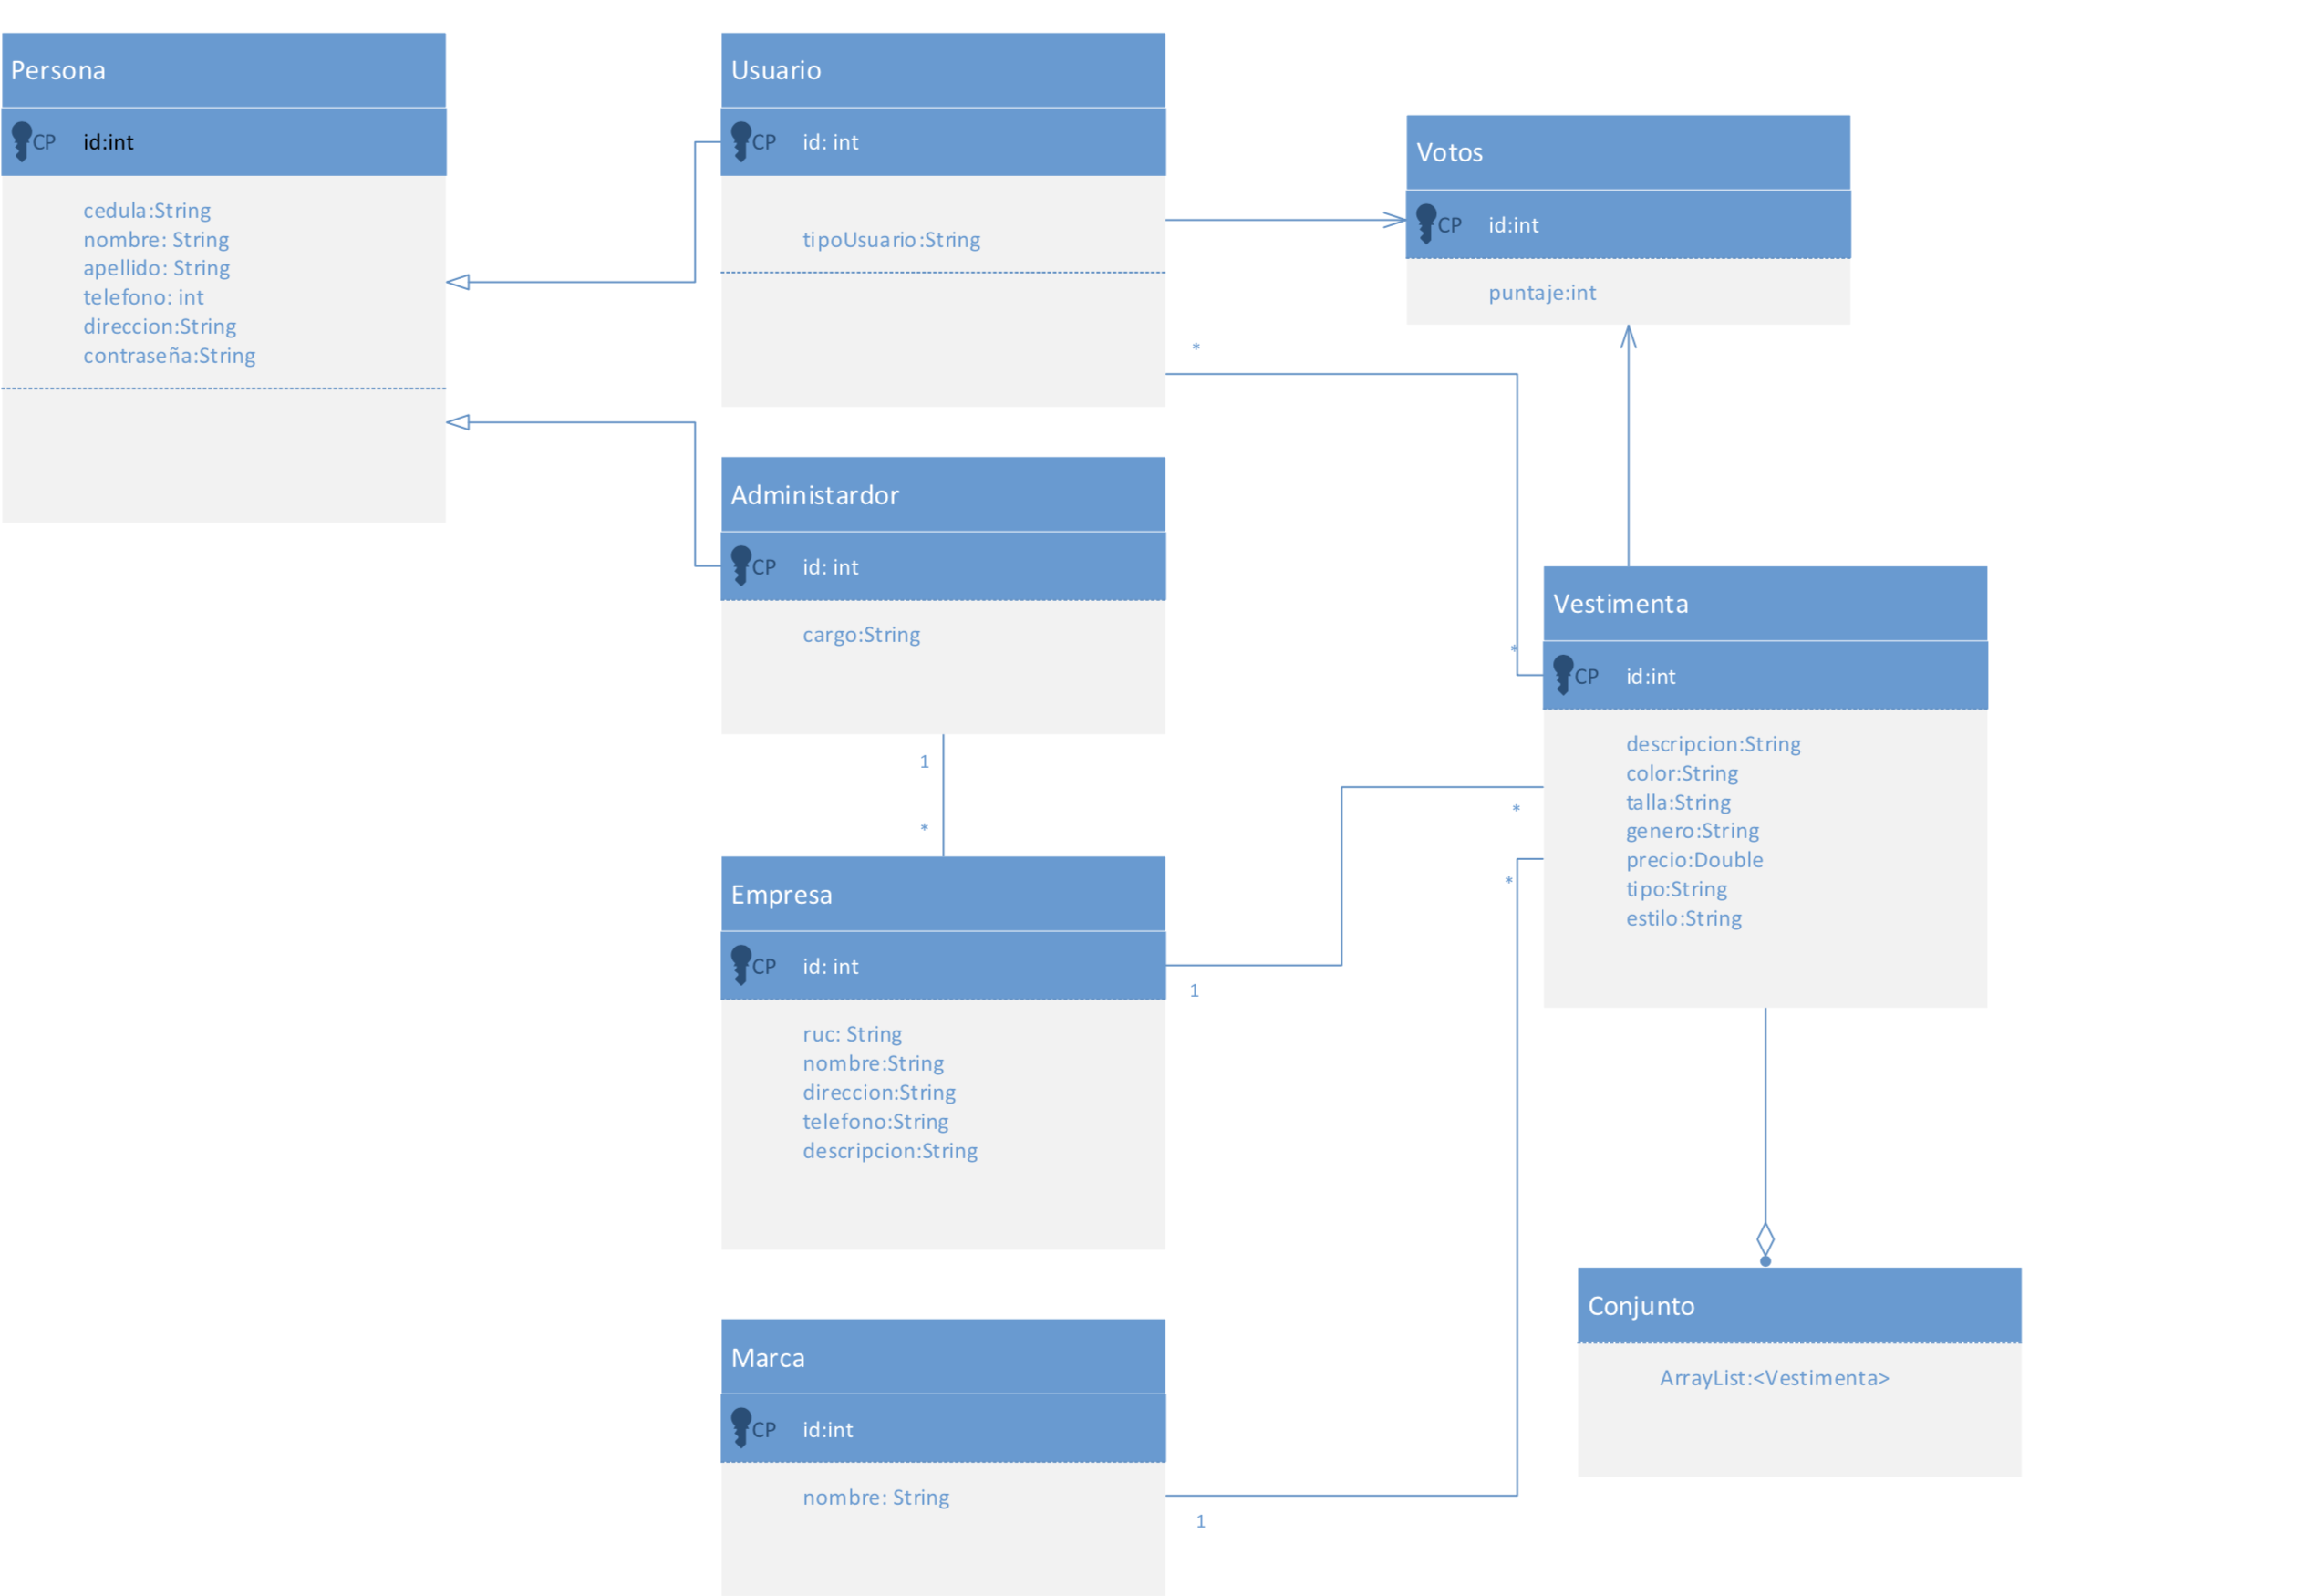 Persona
CP id:int
cedula:String
nombre: String
apellido: String
telefono: int
direccion:String
contraseña:String
Usuario
CP id: int
tipoUsuario:String
*
Votos
CP id:int
puntaje:int
Administardor
CP id: int
cargo:String
1
*
Vestimenta
*
CP id:int
descripcion:String
color:String
talla:String
genero:String
precio:Double
tipo:String
estilo:String
*
*
Empresa
CP id: int
1
ruc: String
nombre:String
direccion:String
telefono:String
descripcion:String
Conjunto
ArrayList:<Vestimenta>
Marca
CP id:int
nombre: String
1